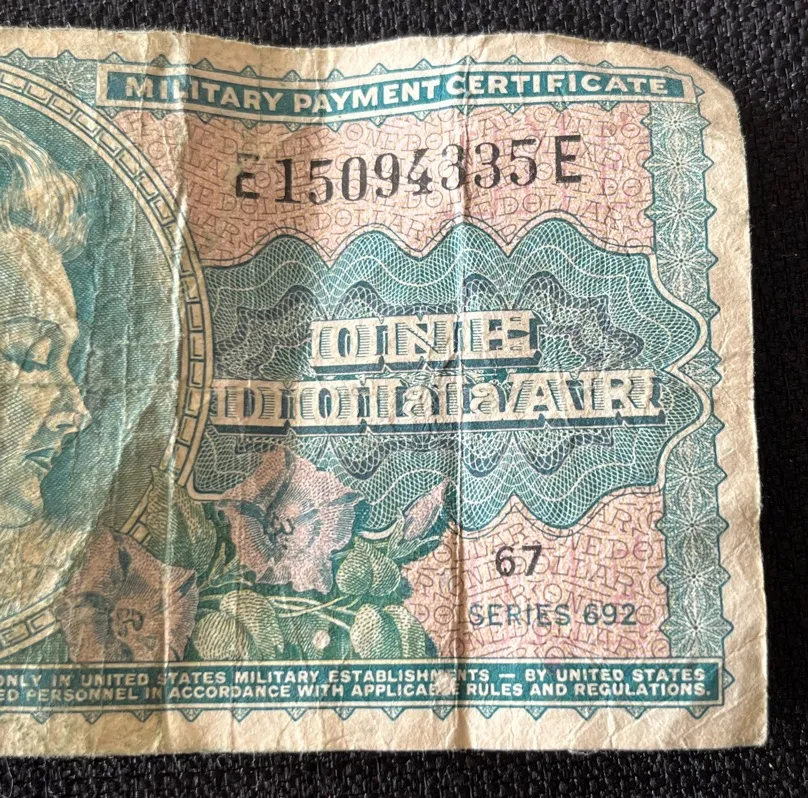 MILITARY PAYMENT CERTIFICATE
E15094335E
ONE
DOLLAR
67
SERIES 692
ONLY IN UNITED STATES MILITARY ESTABLISHMENTS — BY UNITED STATES
ED PERSONNEL IN ACCORDANCE WITH APPLICABLE RULES AND REGULATIONS.